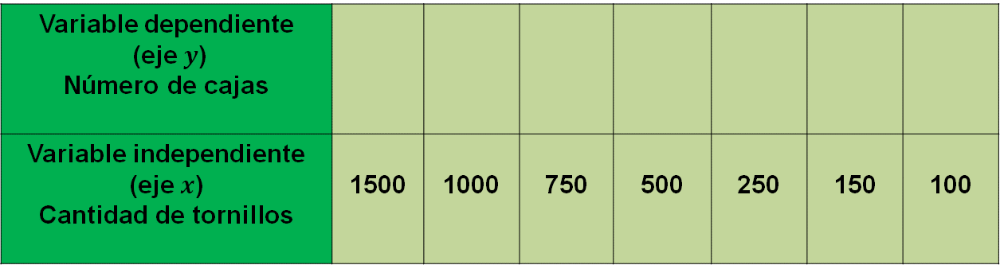 Variable dependiente
(eje y)
Número de cajas
Variable independiente
(eje x)
Cantidad de tornillos
1500 1000 750 500 250 150 100